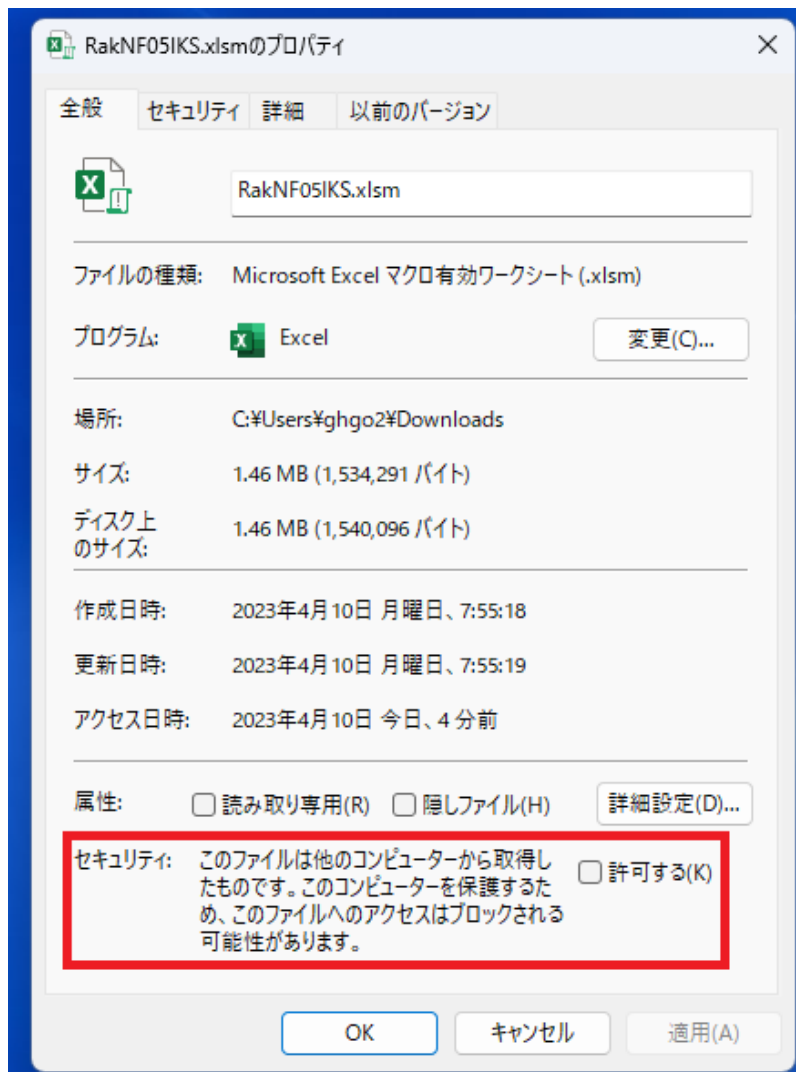 RakNF05IKS.xlsmのプロパティ
全般 セキュリティ 詳細 以前のバージョン
RakNF05IKS.xlsm
ファイルの種類: Microsoft Excel マクロ有効ワークシート (.xlsm)
プログラム: Excel 変更(C)...
場所: C:¥Users¥ghgo2¥Downloads
サイズ: 1.46 MB (1,534,291 バイト)
ディスク上
のサイズ: 1.46 MB (1,540,096 バイト)
作成日時: 2023年4月10日 月曜日、7:55:18
更新日時: 2023年4月10日 月曜日、7:55:19
アクセス日時: 2023年4月10日 今日、4 分前
属性: 読み取り専用(R) 隠しファイル(H) 詳細設定(D)...
セキュリティ: このファイルは他のコンピューターから取得し
たものです。このコンピューターを保護するた
め、このファイルへのアクセスはブロックされる
可能性があります。
許可する(K)
OK キャンセル 適用(A)